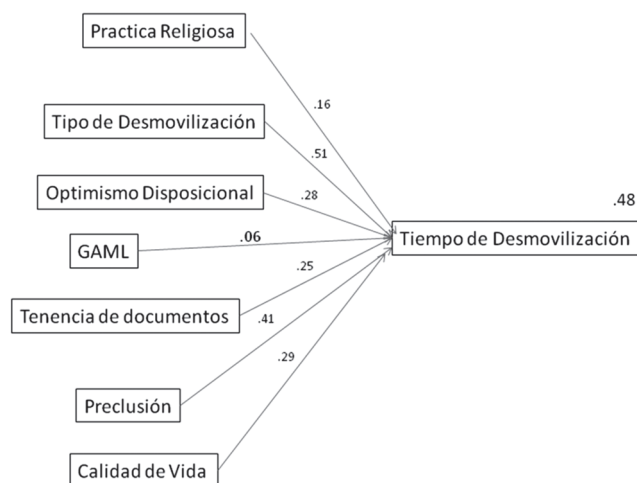 Practica Religiosa
.16
Tipo de Desmovilización
.51
Optimismo Disposicional
.28
.48
GAML
.06
Tiempo de Desmovilización
.25
Tenencia de documentos
.41
.29
Preclusión
Calidad de Vida